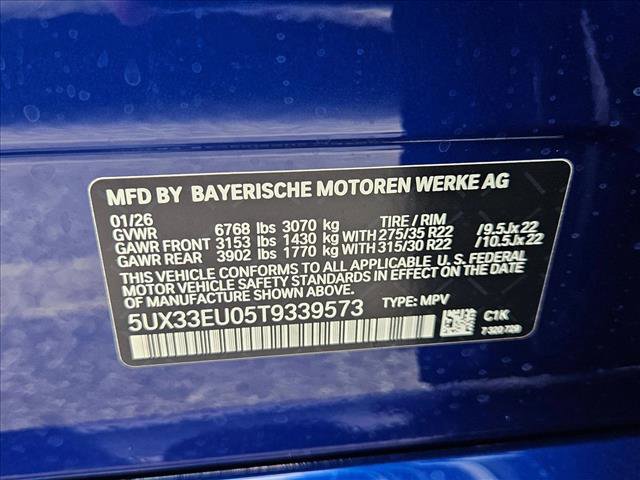 MFD BY BAYERISCHE MOTOREN WERKE AG
01/26 TIRE / RIM
GVWR 6768 lbs 3070 kg
GAWR FRONT 3153 lbs 1430 kg WITH 275/35 R22 /9.5Jx22
GAWR REAR 3902 lbs 1770 kg WITH 315/30 R22 /10.5Jx22
THIS VEHICLE CONFORMS TO ALL APPLICABLE U. S. FEDERAL
MOTOR VEHICLE SAFETY STANDARDS IN EFFECT ON THE DATE
OF MANUFACTURE SHOWN ABOVE.
5UX33EU05T9339573 TYPE: MPV
C1K
7320729